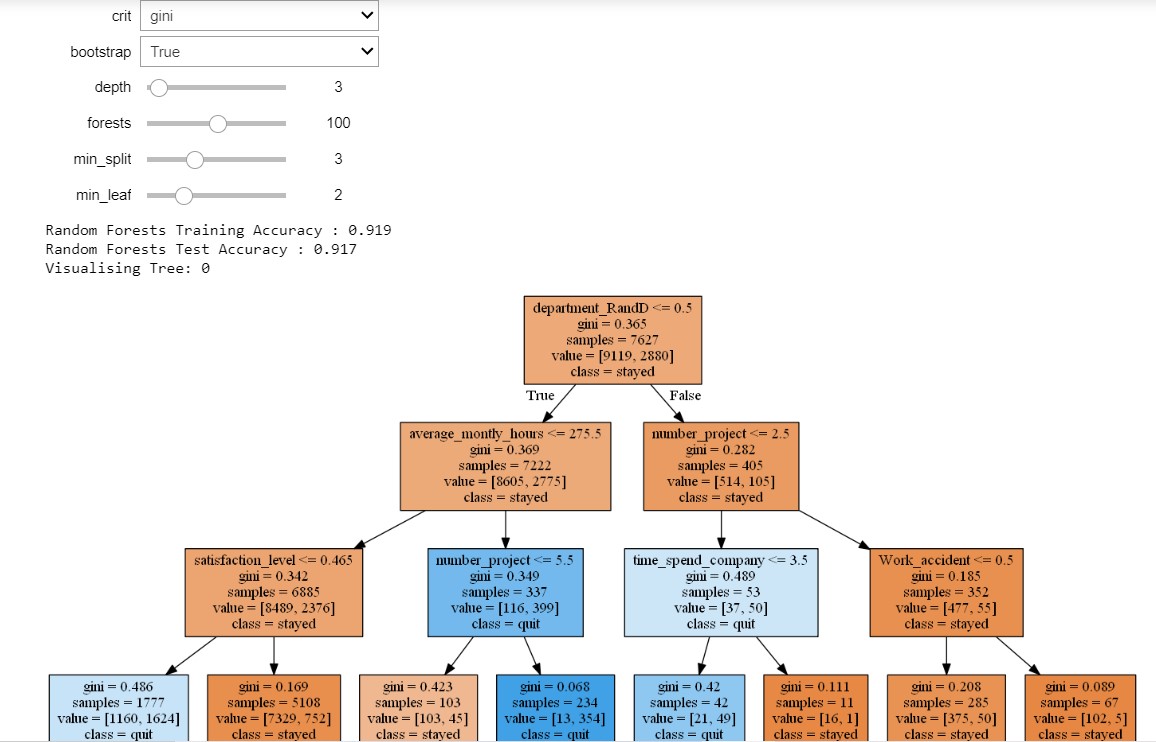 crit gini
bootstrap True
depth 3
forests 100
min_split 3
min_leaf 2
Random Forests Training Accuracy : 0.919
Random Forests Test Accuracy : 0.917
Visualising Tree: 0
department_RandD <= 0.5
gini = 0.365
samples = 7627
value = [9119, 2880]
class = stayed
True
False
average_montly_hours <= 275.5
gini = 0.369
samples = 7222
value = [8605, 2775]
class = stayed
number_project <= 2.5
gini = 0.282
samples = 405
value = [514, 105]
class = stayed
satisfaction_level <= 0.465
gini = 0.342
samples = 6885
value = [8489, 2376]
class = stayed
number_project <= 5.5
gini = 0.349
samples = 337
value = [116, 399]
class = quit
time_spend_company <= 3.5
gini = 0.489
samples = 53
value = [37, 50]
class = quit
Work_accident <= 0.5
gini = 0.185
samples = 352
value = [477, 55]
class = stayed
gini = 0.486
samples = 1777
value = [1160, 1624]
class = quit
gini = 0.169
samples = 5108
value = [7329, 752]
class = stayed
gini = 0.423
samples = 103
value = [103, 45]
class = stayed
gini = 0.068
samples = 234
value = [13, 354]
class = quit
gini = 0.42
samples = 42
value = [21, 49]
class = quit
gini = 0.111
samples = 11
value = [16, 1]
class = stayed
gini = 0.208
samples = 285
value = [375, 50]
class = stayed
gini = 0.089
samples = 67
value = [102, 5]
class = stayed